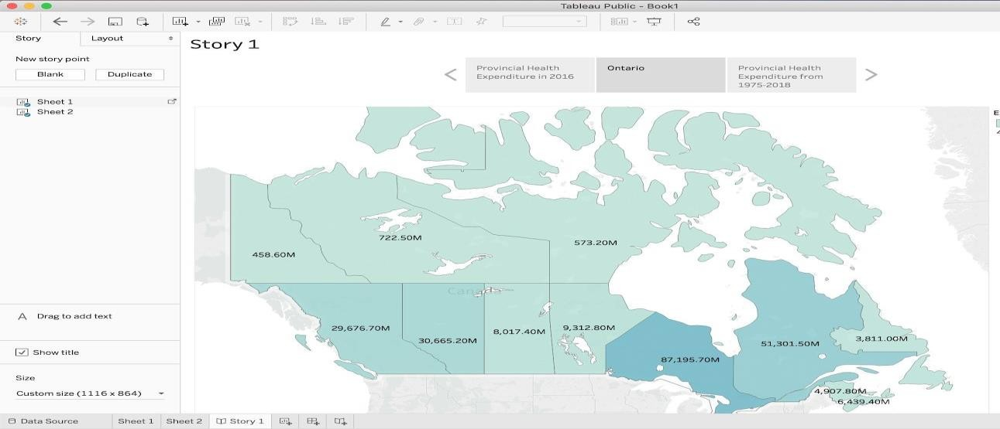 Tableau Public - Book1
Story
Layout
Story 1
New story point
Blank
Duplicate
Provincial Health
Expenditure in 2016
Ontario
Provincial Health
Expenditure from
1975-2018
Sheet 1
Sheet 2
722.50M
573.20M
458.60M
Canada
29,676.70M
30,665.20M
8,017.40M
9,312.80M
87,195.70M
51,301.50M
3,811.00M
4,907.80M
6,439.40M
A Drag to add text
Show title
Size
Custom size (1116 x 864)
Data Source
Sheet 1
Sheet 2
Story 1